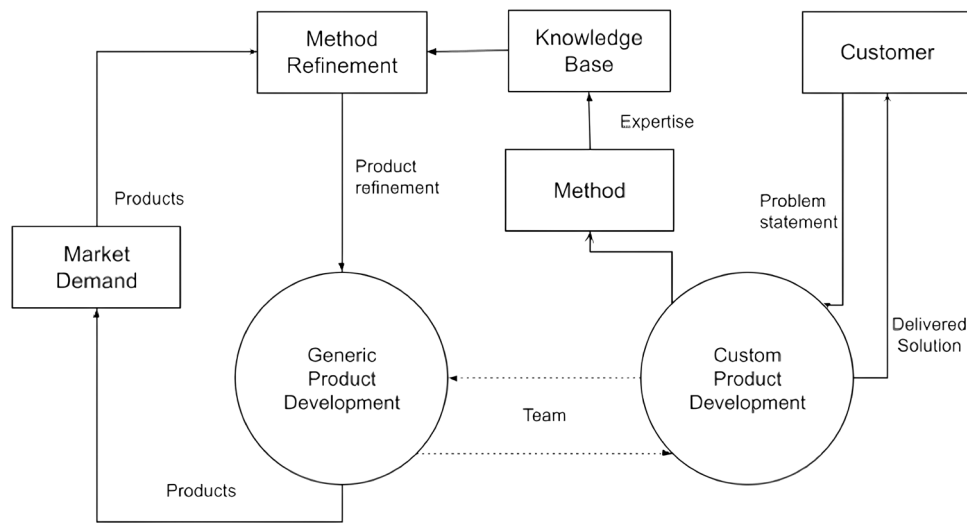 Method
Refinement
Knowledge
Base
Customer
Expertise
Product
refinement
Method
Products
Problem
statement
Market
Demand
Delivered
Solution
Generic
Product
Development
Custom
Product
Development
Team
Products